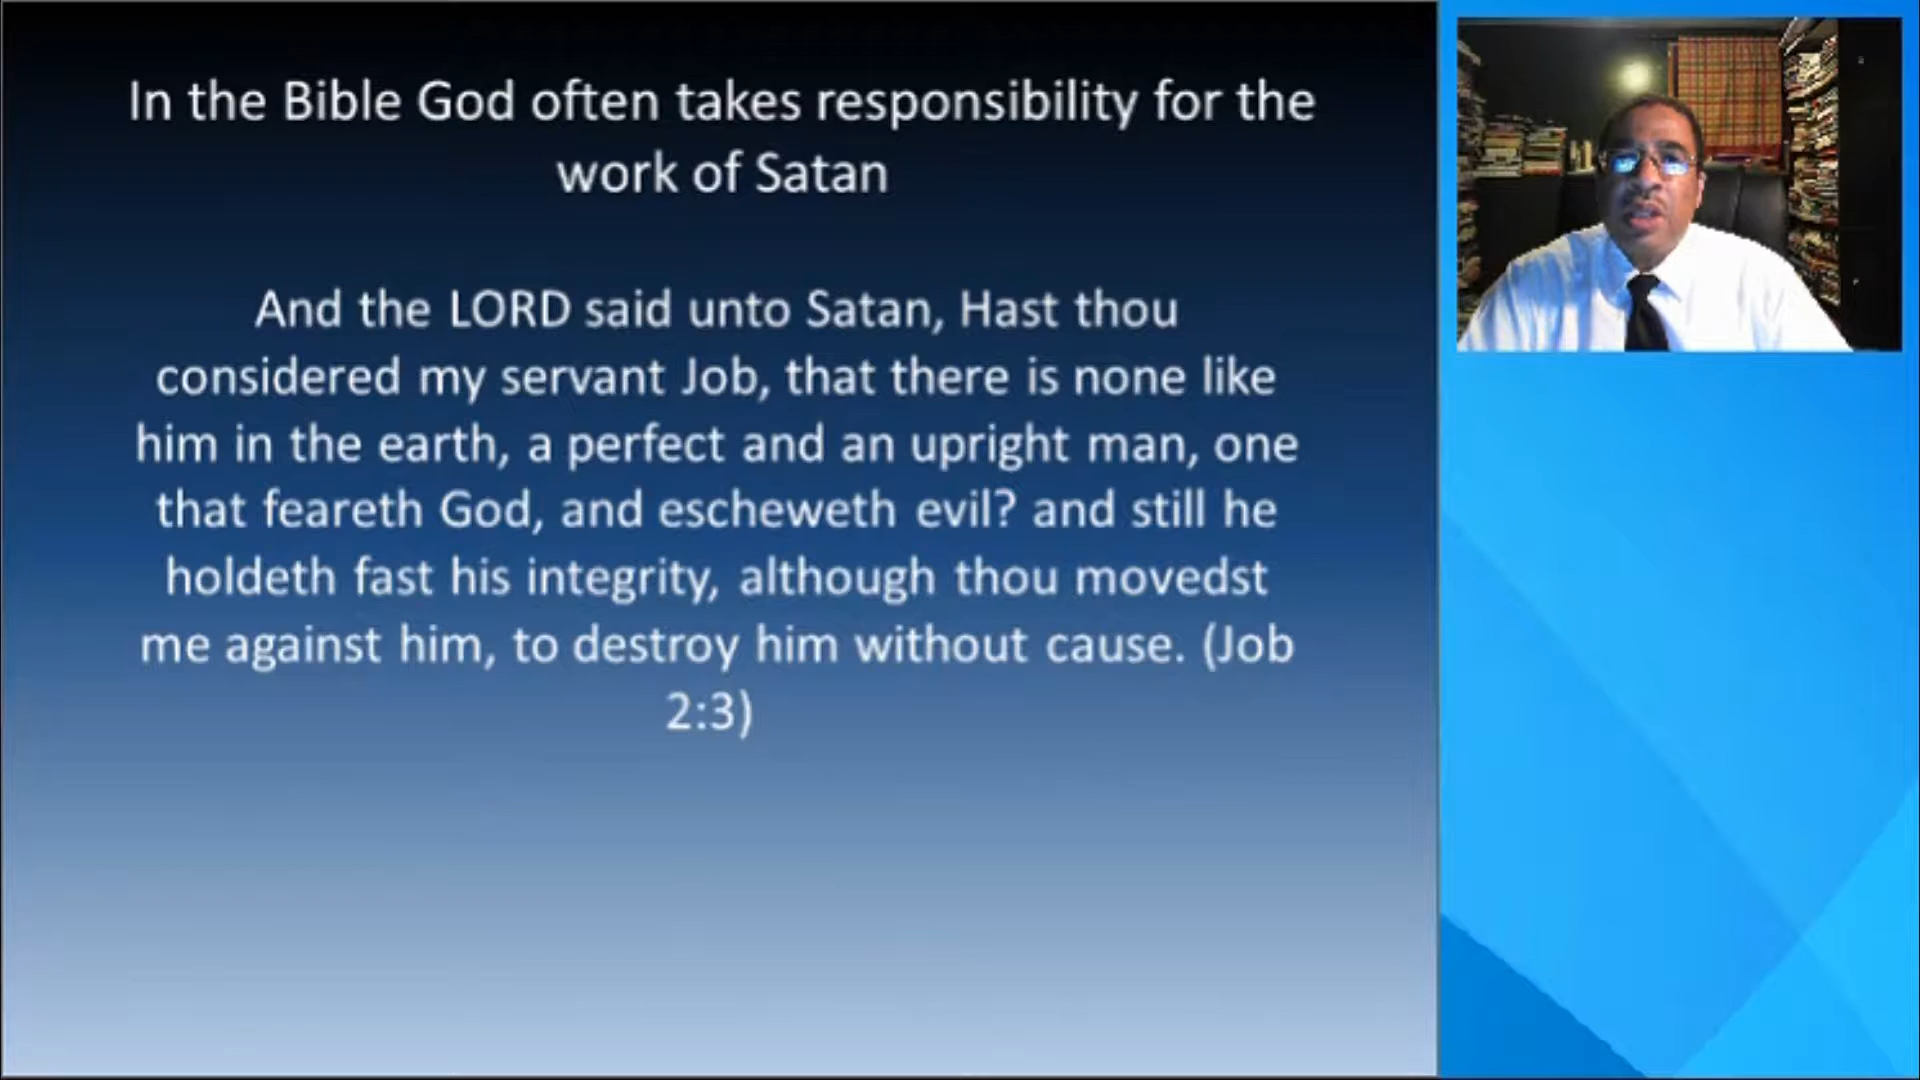 In the Bible God often takes responsibility for the
work of Satan
And the LORD said unto Satan, Hast thou
considered my servant Job, that there is none like
him in the earth, a perfect and an upright man, one
that feareth God, and escheweth evil? and still he
holdeth fast his integrity, although thou movedst
me against him, to destroy him without cause. (Job
2:3)